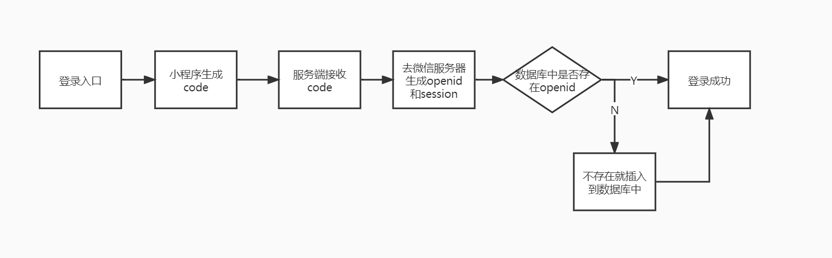 登录入口
小程序生成
code
服务端接收
code
去微信服务器
生成openid
和session
数据库中是否存
在openid
Y
登录成功
N
不存在就插入
到数据库中